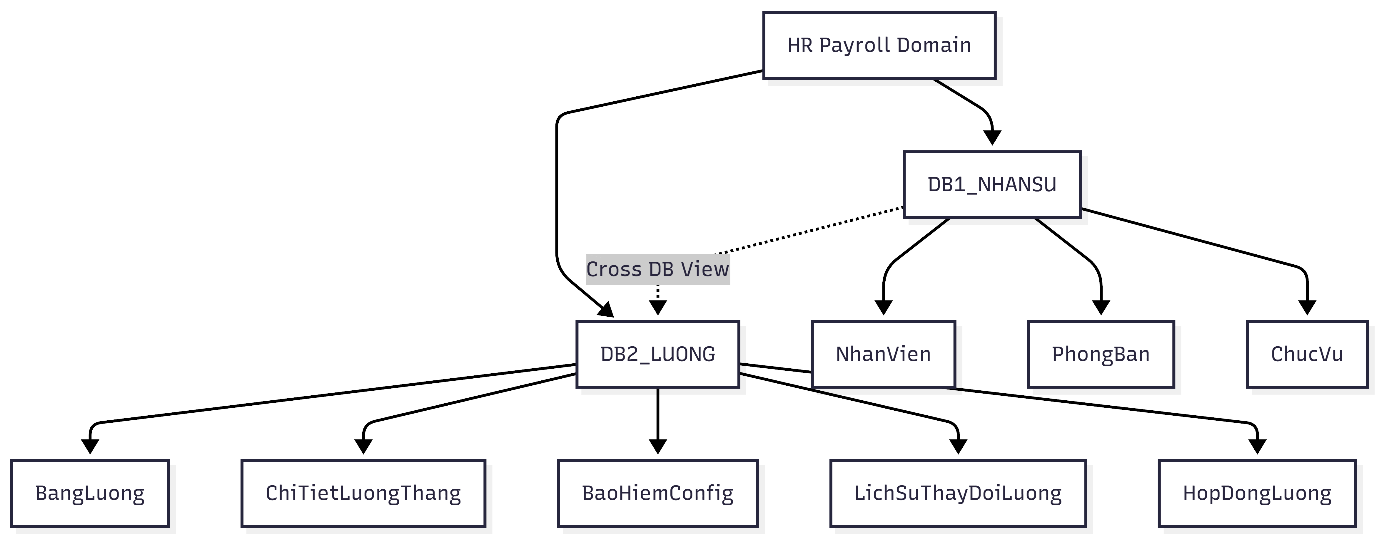 HR Payroll Domain
DB1_NHANSU
Cross DB View
DB2_LUONG
NhanVien
PhongBan
ChucVu
BangLuong
ChiTietLuongThang
BaoHiemConfig
LichSuThayDoiLuong
HopDongLuong